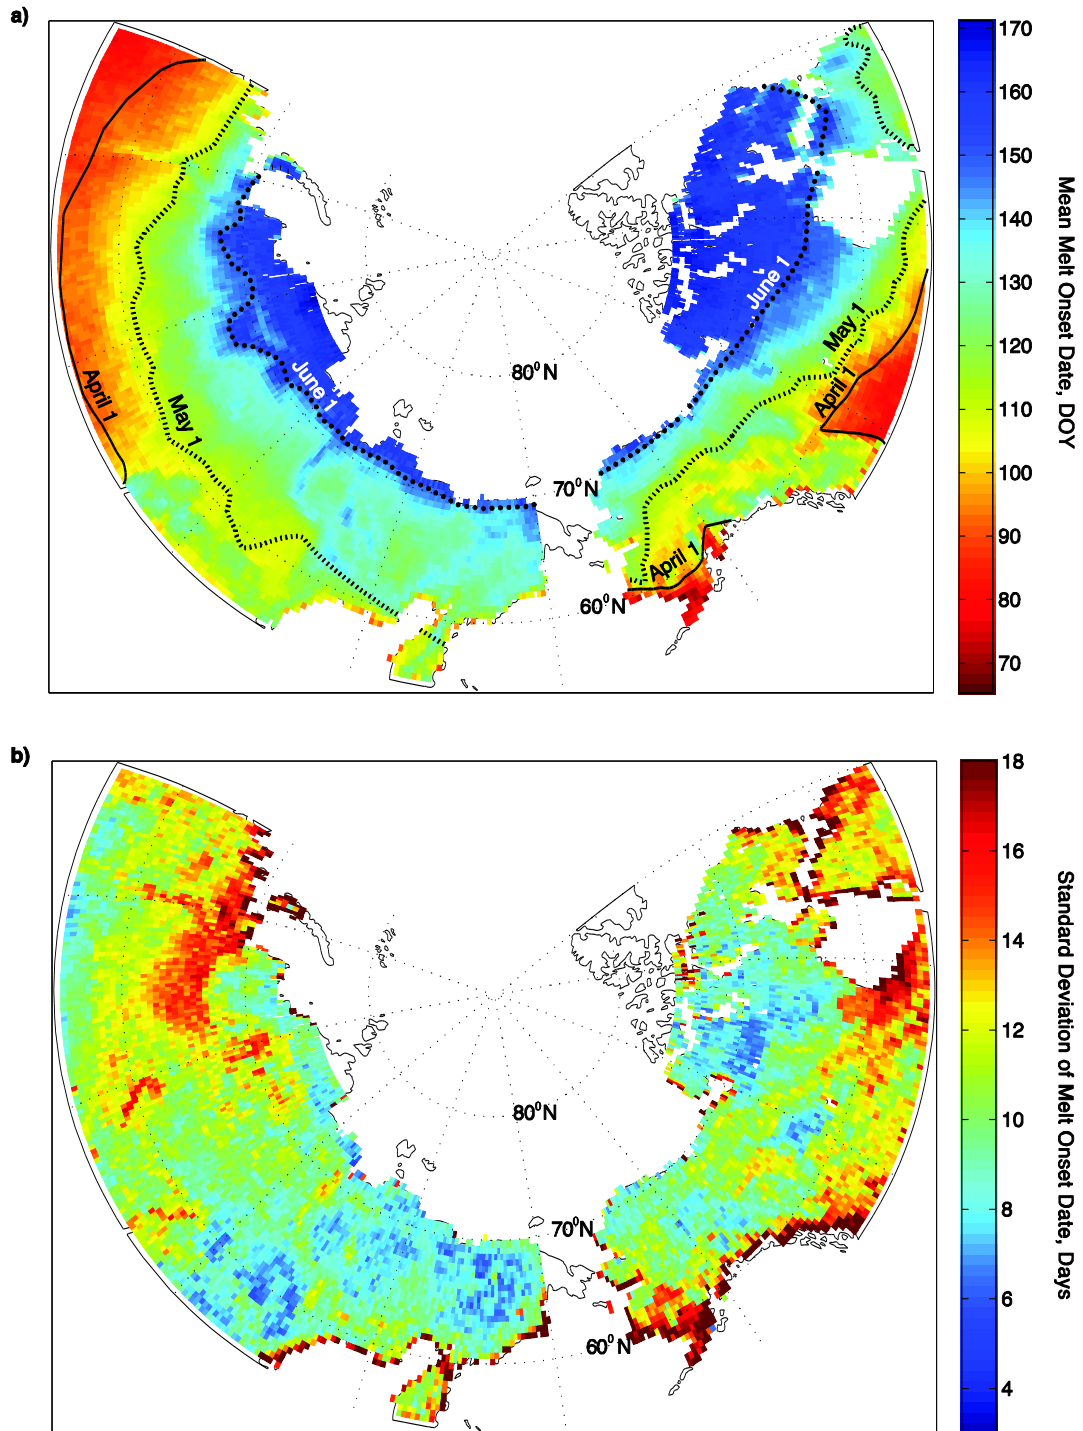 a)
170
160
150
140
130
120
110
100
90
80
70
Mean Melt Onset Date, DOY
June 1
May 1
April 1
April 1
May 1
June 1
80⁰ N
70⁰N
60⁰N
April 1
b)
18
16
14
12
10
8
6
4
Standard Deviation of Melt Onset Date, Days
80⁰N
70⁰N
60⁰N